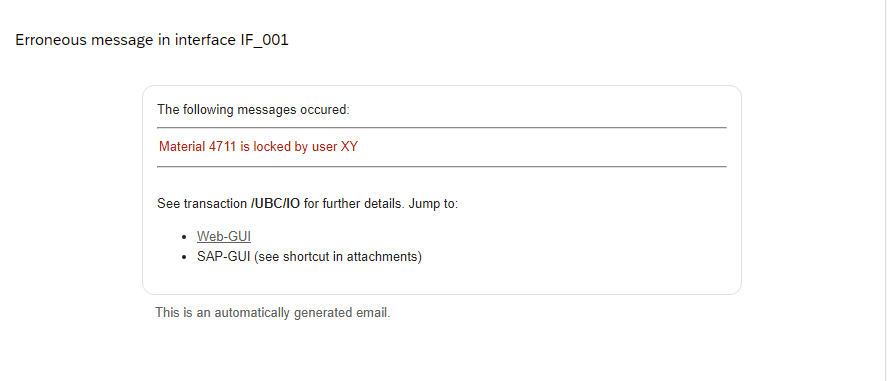 Erroneous message in interface IF_001
The following messages occured:
Material 4711 is locked by user XY
See transaction /UBC/IO for further details. Jump to:
• Web-GUI
• SAP-GUI (see shortcut in attachments)
This is an automatically generated email.